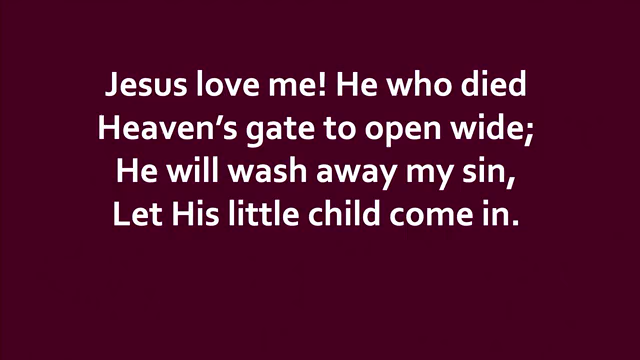 Jesus love me! He who died
Heaven’s gate to open wide;
He will wash away my sin,
Let His little child come in.